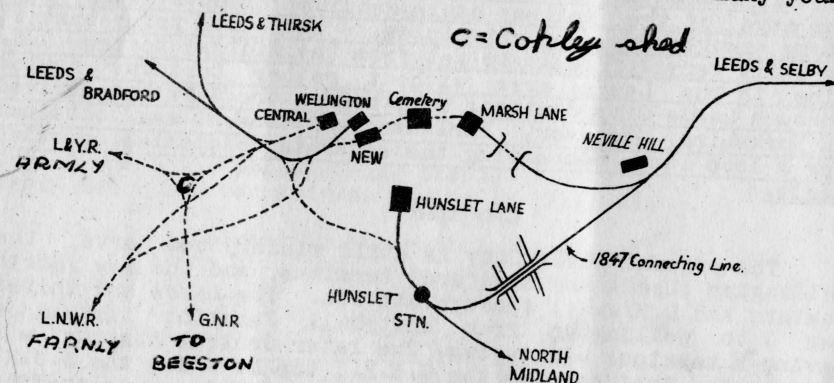 LEEDS & THIRSK
C = Copley shed
LEEDS & SELBY
LEEDS &
BRADFORD
WELLINGTON
CENTRAL
Cemetery
MARSH LANE
NEVILLE HILL
L&Y.R.
ARMLY
NEW
C
HUNSLET LANE
1847 Connecting Line.
HUNSLET
STN.
L.N.W.R.
FARNLY
G.N.R
TO
BEESTON
NORTH
MIDLAND